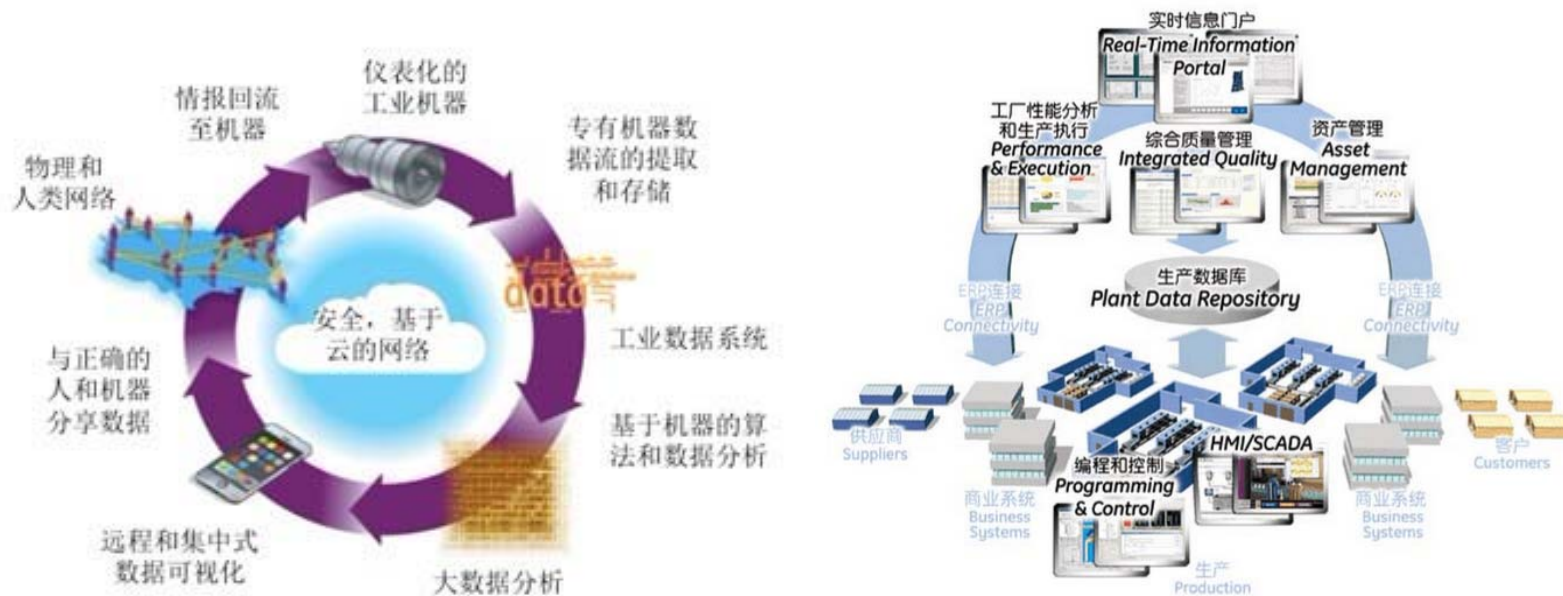 仪表化的
工业机器
情报回流
至机器
专有机器数
据流的提取
和存储
物理和
人类网络
data
安全，基于
云的网络
工业数据系统
与正确的
人和机器
分享数据
基于机器的算
法和数据分析
远程和集中式
数据可视化
大数据分析
实时信息门户
Real-Time Information
Portal
工厂性能分析
和生产执行
Performance
& Execution
综合质量管理
Integrated Quality
资产管理
Asset
Management
生产数据库
Plant Data Repository
ERP连接
ERP
Connectivity
ERP连接
ERP
Connectivity
供应商
Suppliers
商业系统
Business
Systems
编程和控制
Programming
& Control
HMI/SCADA
商业系统
Business
Systems
客户
Customers
生产
Production